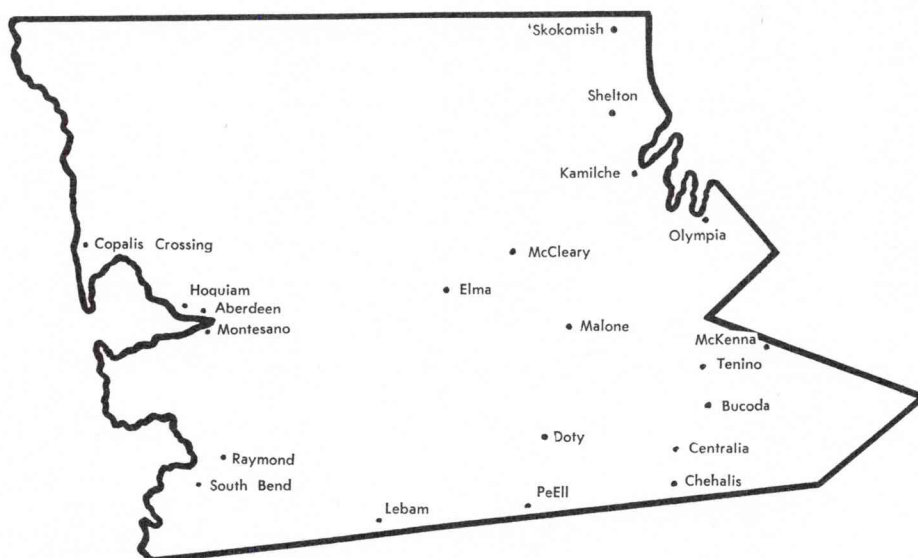 'Skokomish
Shelton
Kamilche
Olympia
Copalis Crossing
McCleary
Hoquiam
Elma
Aberdeen
Montesano
Malone
McKenna
Tenino
Bucoda
Doty
Centralia
Raymond
South Bend
Chehalis
PeEll
Lebam